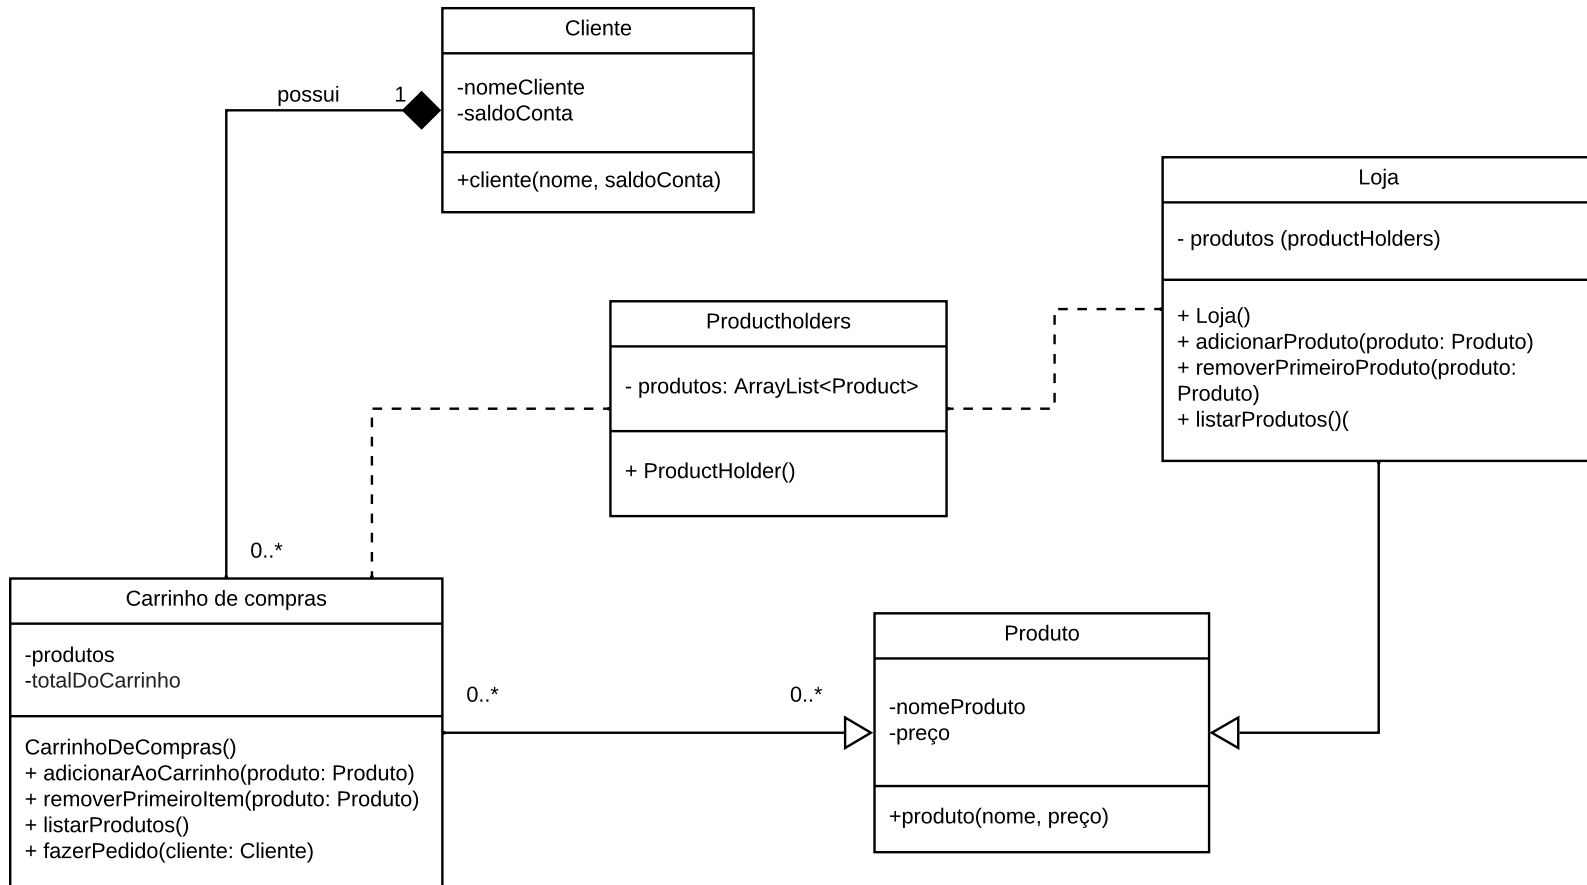 Cliente
-nomeCliente
-saldoConta
+cliente(nome, saldoConta)
possui
1
0..*
Loja
- produtos (productHolders)
+ Loja()
+ adicionarProduto(produto: Produto)
+ removerPrimeiroProduto(produto:
Produto)
+ listarProdutos()(
Productholders
- produtos: ArrayList<Product>
+ ProductHolder()
Carrinho de compras
-produtos
-totalDoCarrinho
CarrinhoDeCompras()
+ adicionarAoCarrinho(produto: Produto)
+ removerPrimeiroItem(produto: Produto)
+ listarProdutos()
+ fazerPedido(cliente: Cliente)
0..*
0..*
Produto
-nomeProduto
-preço
+produto(nome, preço)